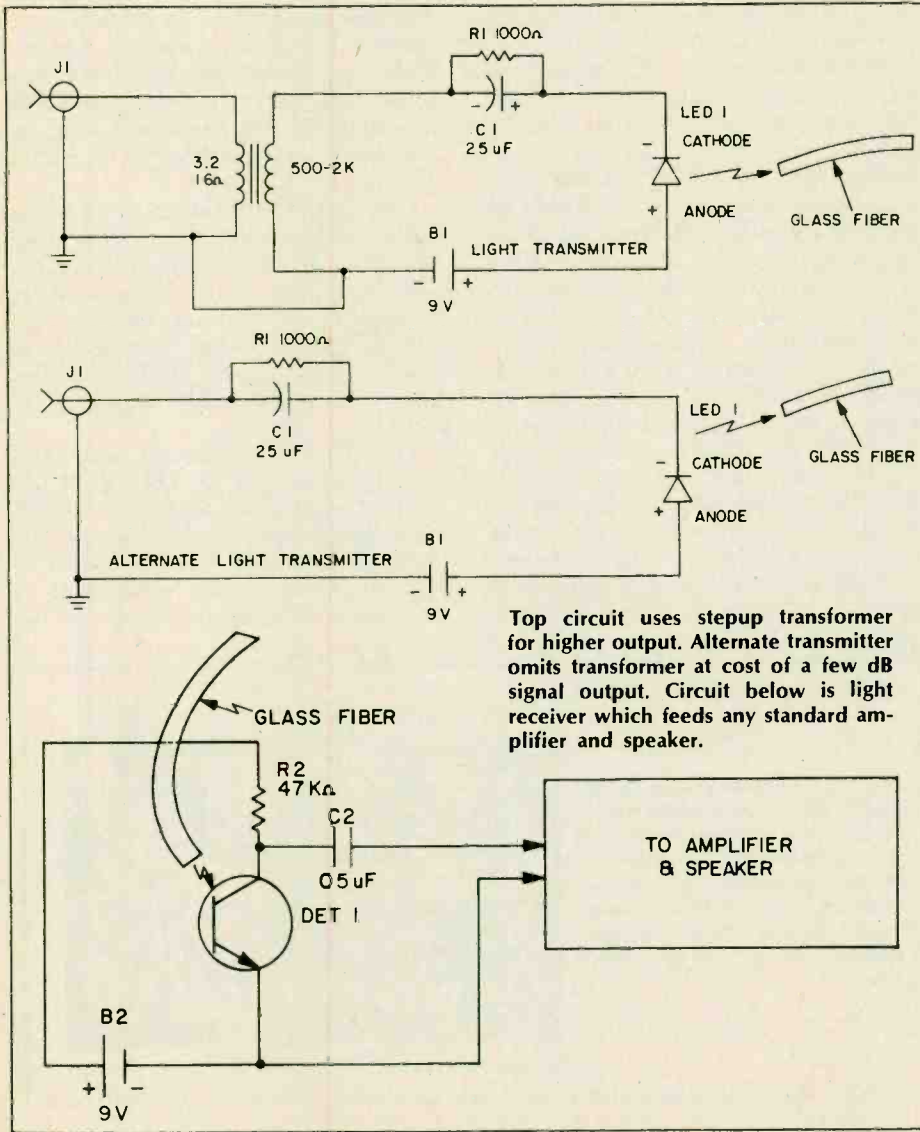 R1 1000Ω
J1
- +
C1
25 uF
LED 1
- CATHODE
3.2
16Ω
500-2K
+ ANODE
GLASS FIBER
B1
LIGHT TRANSMITTER
- +
9V
R1 1000Ω
J1
C1
25 uF
LED 1
GLASS FIBER
- CATHODE
+ ANODE
ALTERNATE LIGHT TRANSMITTER
B1
- +
9V
Top circuit uses stepup transformer
for higher output. Alternate transmitter
omits transformer at cost of a few dB
signal output. Circuit below is light
receiver which feeds any standard am-
plifier and speaker.
GLASS FIBER
R2
47KΩ
C2
05uF
DET 1
TO AMPLIFIER
& SPEAKER
B2
+ -
9V